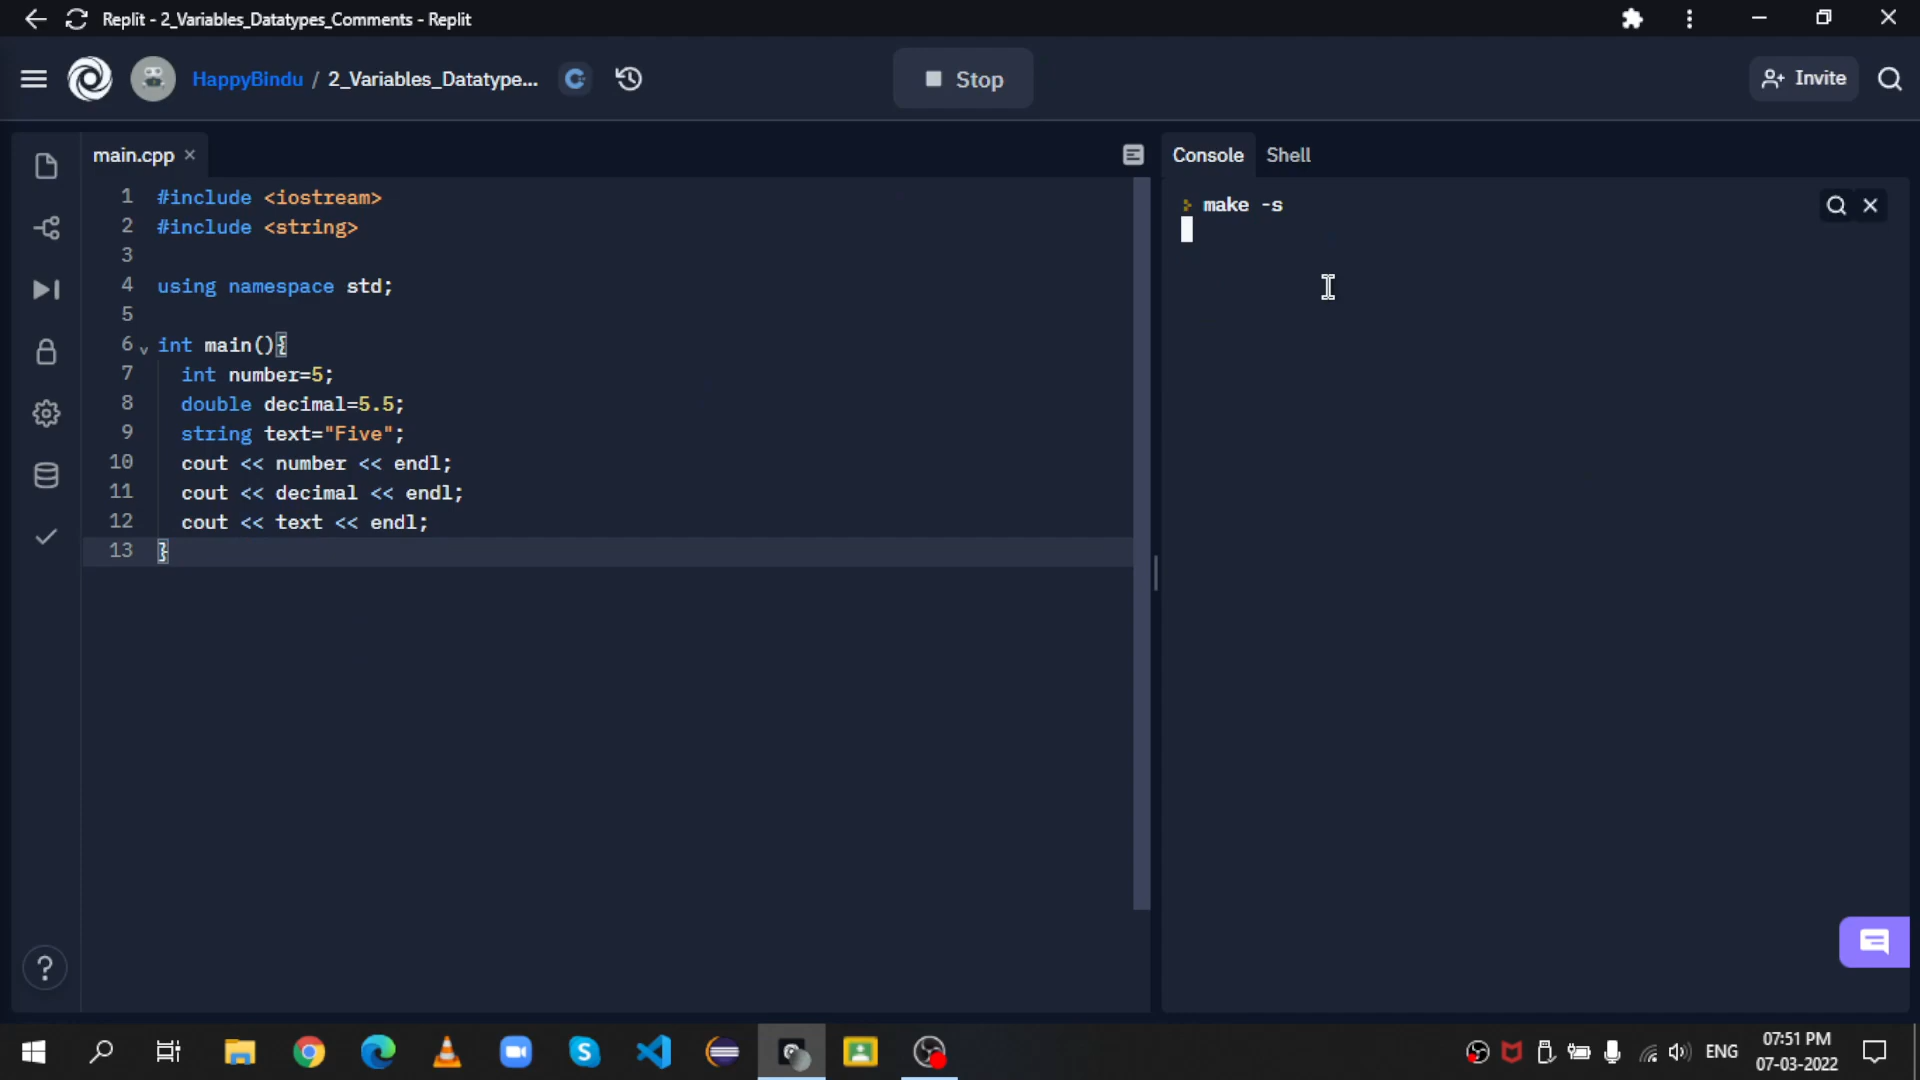 Replit - 2_Variables_Datatypes_Comments - Replit
HappyBindu / 2_Variables_Datatype...
Stop
Invite
main.cpp
Console Shell
1 #include <iostream>
2 #include <string>
3
4 using namespace std;
5
6 int main(){
7 int number=5;
8 double decimal=5.5;
9 string text="Five";
10 cout << number << endl;
11 cout << decimal << endl;
12 cout << text << endl;
13 }
make -s
?
ENG
07:51 PM
07-03-2022